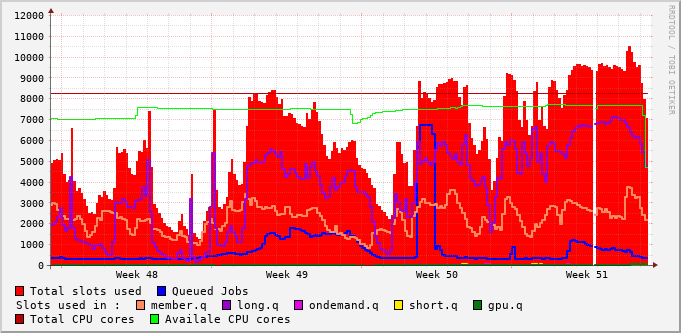 RRDTOOL / TOBI OETIKER
12000
11000
10000
9000
8000
7000
6000
5000
4000
3000
2000
1000
0
Week 48 Week 49 Week 50 Week 51
Total slots used Queued Jobs
Slots used in : member.q long.q ondemand.q short.q gpu.q
Total CPU cores Availale CPU cores